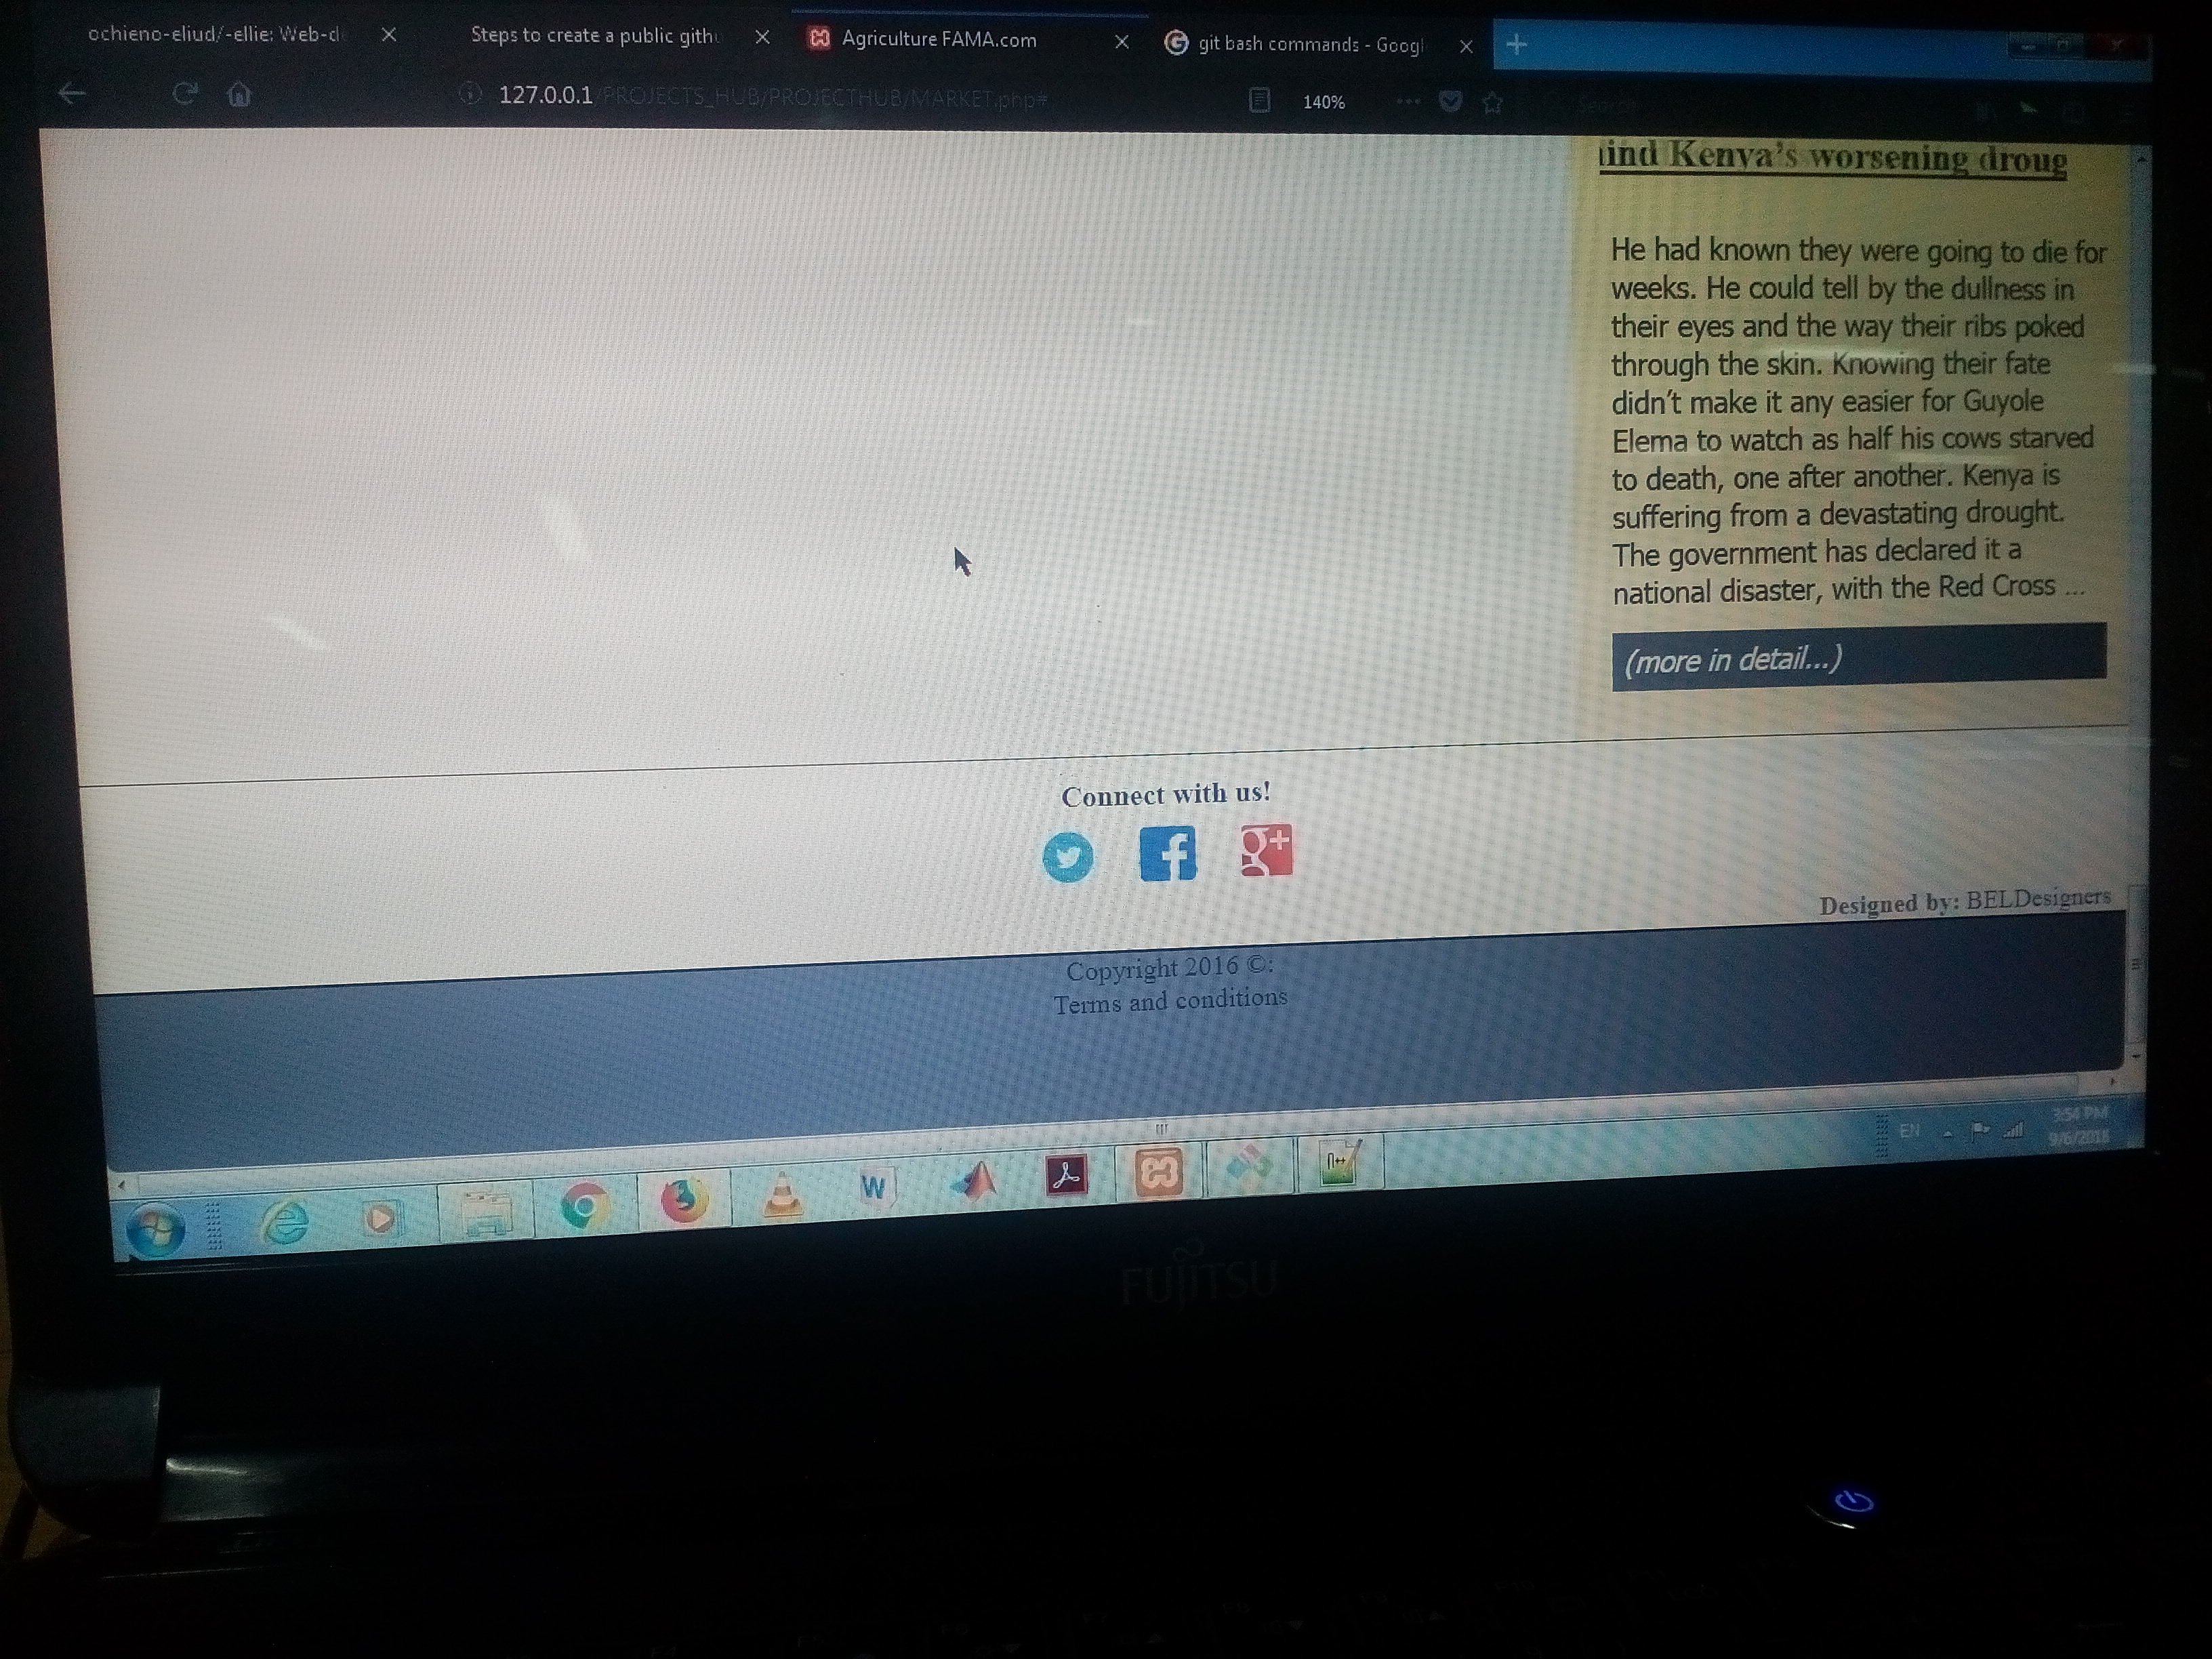 ochieno-eliud/-ellie: Web-de
Steps to create a public githu
Agriculture FAMA.com
git bash commands - Googl
127.0.0.1/PROJECTS_HUB/PROJECTHUB/MARKET.php#
140%
Search
ind Kenya's worsening droug
He had known they were going to die for
weeks. He could tell by the dullness in
their eyes and the way their ribs poked
through the skin. Knowing their fate
didn't make it any easier for Guyole
Elema to watch as half his cows starved
to death, one after another. Kenya is
suffering from a devastating drought.
The government has declared it a
national disaster, with the Red Cross ...
(more in detail...)
Connect with us!
Designed by: BELDesigners
Copyright 2016 ©:
Terms and conditions
EN
3:54 PM
9/6/2018
FUJITSU